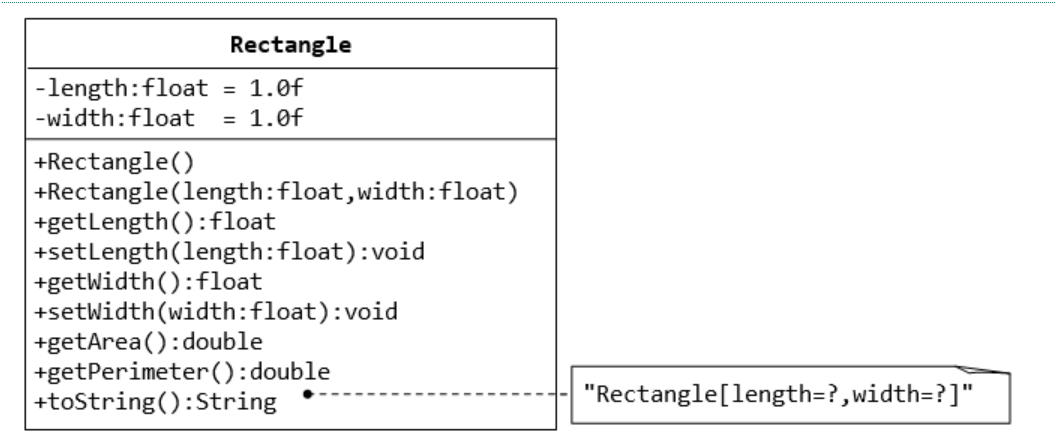 Rectangle
-length:float = 1.0f
-width:float  = 1.0f
+Rectangle()
+Rectangle(length:float,width:float)
+getLength():float
+setLength(length:float):void
+getWidth():float
+setWidth(width:float):void
+getArea():double
+getPerimeter():double
+toString():String
"Rectangle[length=?,width=?]"